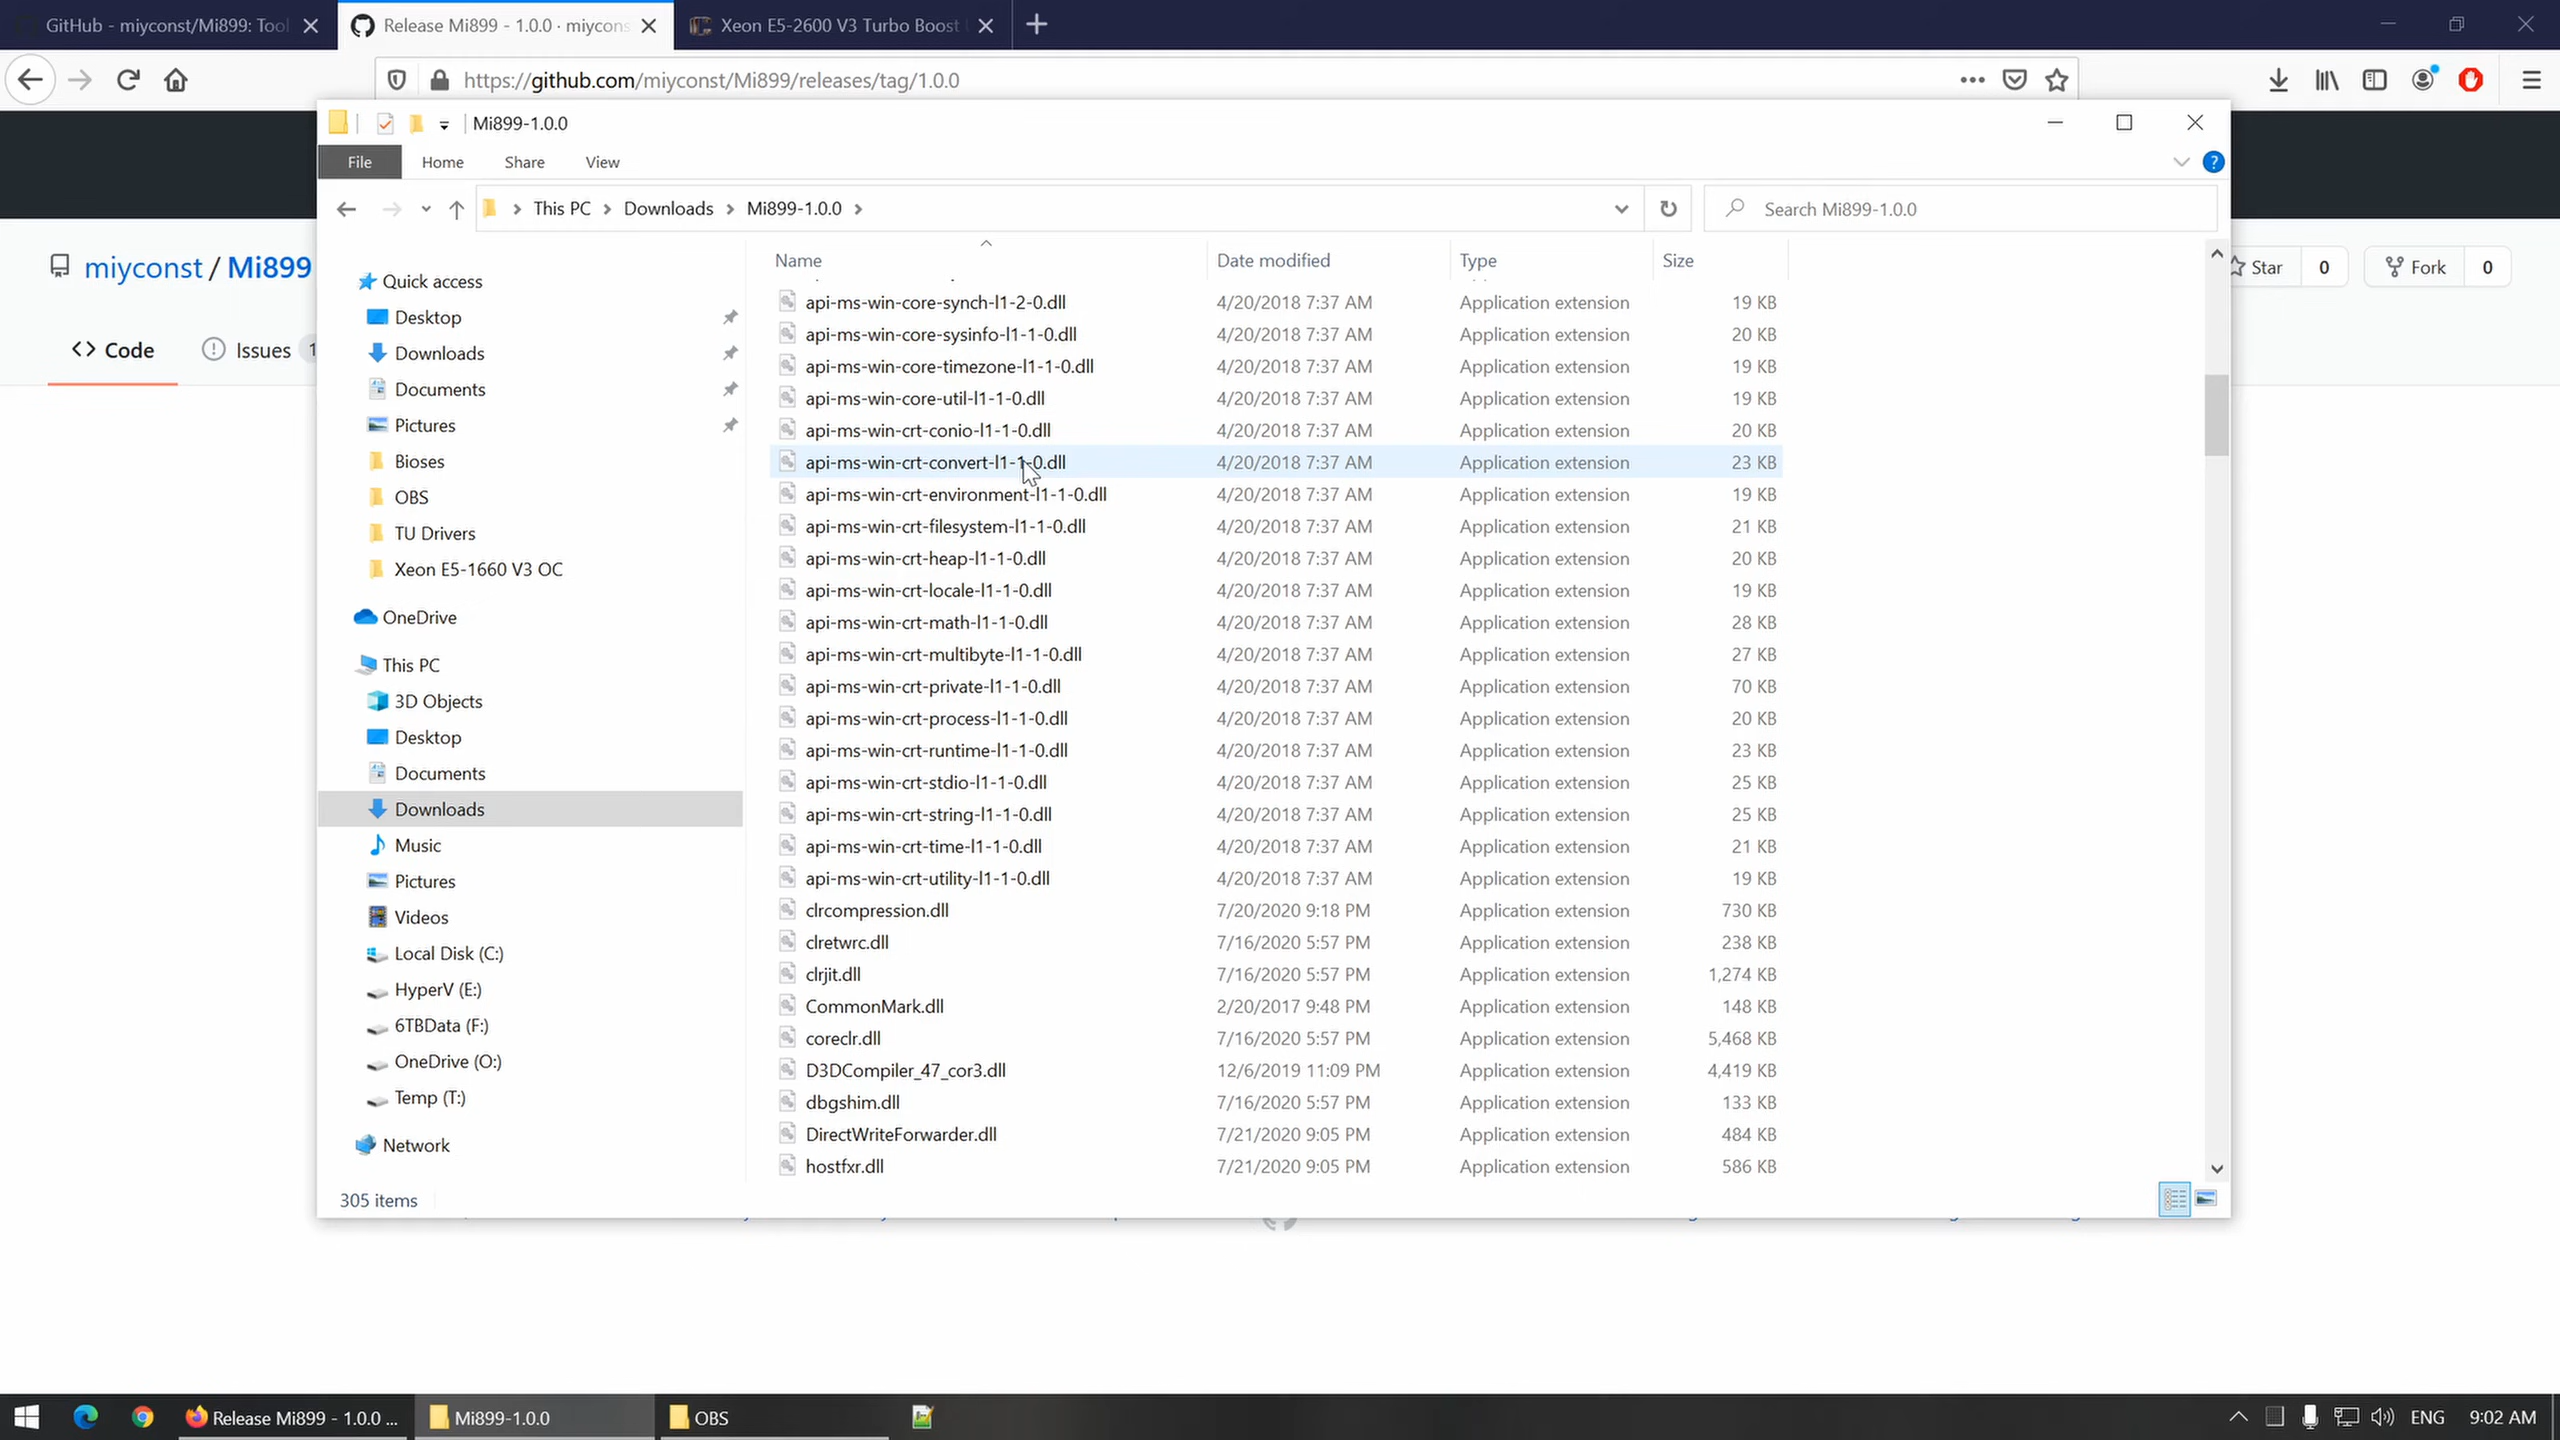 GitHub - miyconst/Mi899: Tool
Release Mi899 - 1.0.0 · miycons
Xeon E5-2600 V3 Turbo Boost
https://github.com/miyconst/Mi899/releases/tag/1.0.0
Mi899-1.0.0
File Home Share View
This PC Downloads Mi899-1.0.0
Search Mi899-1.0.0
miyconst / Mi899
Star 0 Fork 0
Code Issues 1
Name Date modified Type Size
Quick access
Desktop
Downloads
Documents
Pictures
Bioses
OBS
TU Drivers
Xeon E5-1660 V3 OC
OneDrive
This PC
3D Objects
Desktop
Documents
Downloads
Music
Pictures
Videos
Local Disk (C:)
HyperV (E:)
6TBData (F:)
OneDrive (O:)
Temp (T:)
Network
api-ms-win-core-synch-l1-2-0.dll 4/20/2018 7:37 AM Application extension 19 KB
api-ms-win-core-sysinfo-l1-1-0.dll 4/20/2018 7:37 AM Application extension 20 KB
api-ms-win-core-timezone-l1-1-0.dll 4/20/2018 7:37 AM Application extension 19 KB
api-ms-win-core-util-l1-1-0.dll 4/20/2018 7:37 AM Application extension 19 KB
api-ms-win-crt-conio-l1-1-0.dll 4/20/2018 7:37 AM Application extension 20 KB
api-ms-win-crt-convert-l1-1-0.dll 4/20/2018 7:37 AM Application extension 23 KB
api-ms-win-crt-environment-l1-1-0.dll 4/20/2018 7:37 AM Application extension 19 KB
api-ms-win-crt-filesystem-l1-1-0.dll 4/20/2018 7:37 AM Application extension 21 KB
api-ms-win-crt-heap-l1-1-0.dll 4/20/2018 7:37 AM Application extension 20 KB
api-ms-win-crt-locale-l1-1-0.dll 4/20/2018 7:37 AM Application extension 19 KB
api-ms-win-crt-math-l1-1-0.dll 4/20/2018 7:37 AM Application extension 28 KB
api-ms-win-crt-multibyte-l1-1-0.dll 4/20/2018 7:37 AM Application extension 27 KB
api-ms-win-crt-private-l1-1-0.dll 4/20/2018 7:37 AM Application extension 70 KB
api-ms-win-crt-process-l1-1-0.dll 4/20/2018 7:37 AM Application extension 20 KB
api-ms-win-crt-runtime-l1-1-0.dll 4/20/2018 7:37 AM Application extension 23 KB
api-ms-win-crt-stdio-l1-1-0.dll 4/20/2018 7:37 AM Application extension 25 KB
api-ms-win-crt-string-l1-1-0.dll 4/20/2018 7:37 AM Application extension 25 KB
api-ms-win-crt-time-l1-1-0.dll 4/20/2018 7:37 AM Application extension 21 KB
api-ms-win-crt-utility-l1-1-0.dll 4/20/2018 7:37 AM Application extension 19 KB
clrcompression.dll 7/20/2020 9:18 PM Application extension 730 KB
clretwrc.dll 7/16/2020 5:57 PM Application extension 238 KB
clrjit.dll 7/16/2020 5:57 PM Application extension 1,274 KB
CommonMark.dll 2/20/2017 9:48 PM Application extension 148 KB
coreclr.dll 7/16/2020 5:57 PM Application extension 5,468 KB
D3DCompiler_47_cor3.dll 12/6/2019 11:09 PM Application extension 4,419 KB
dbgshim.dll 7/16/2020 5:57 PM Application extension 133 KB
DirectWriteForwarder.dll 7/21/2020 9:05 PM Application extension 484 KB
hostfxr.dll 7/21/2020 9:05 PM Application extension 586 KB
305 items
Release Mi899 - 1.0.0 ...
Mi899-1.0.0
OBS
ENG 9:02 AM